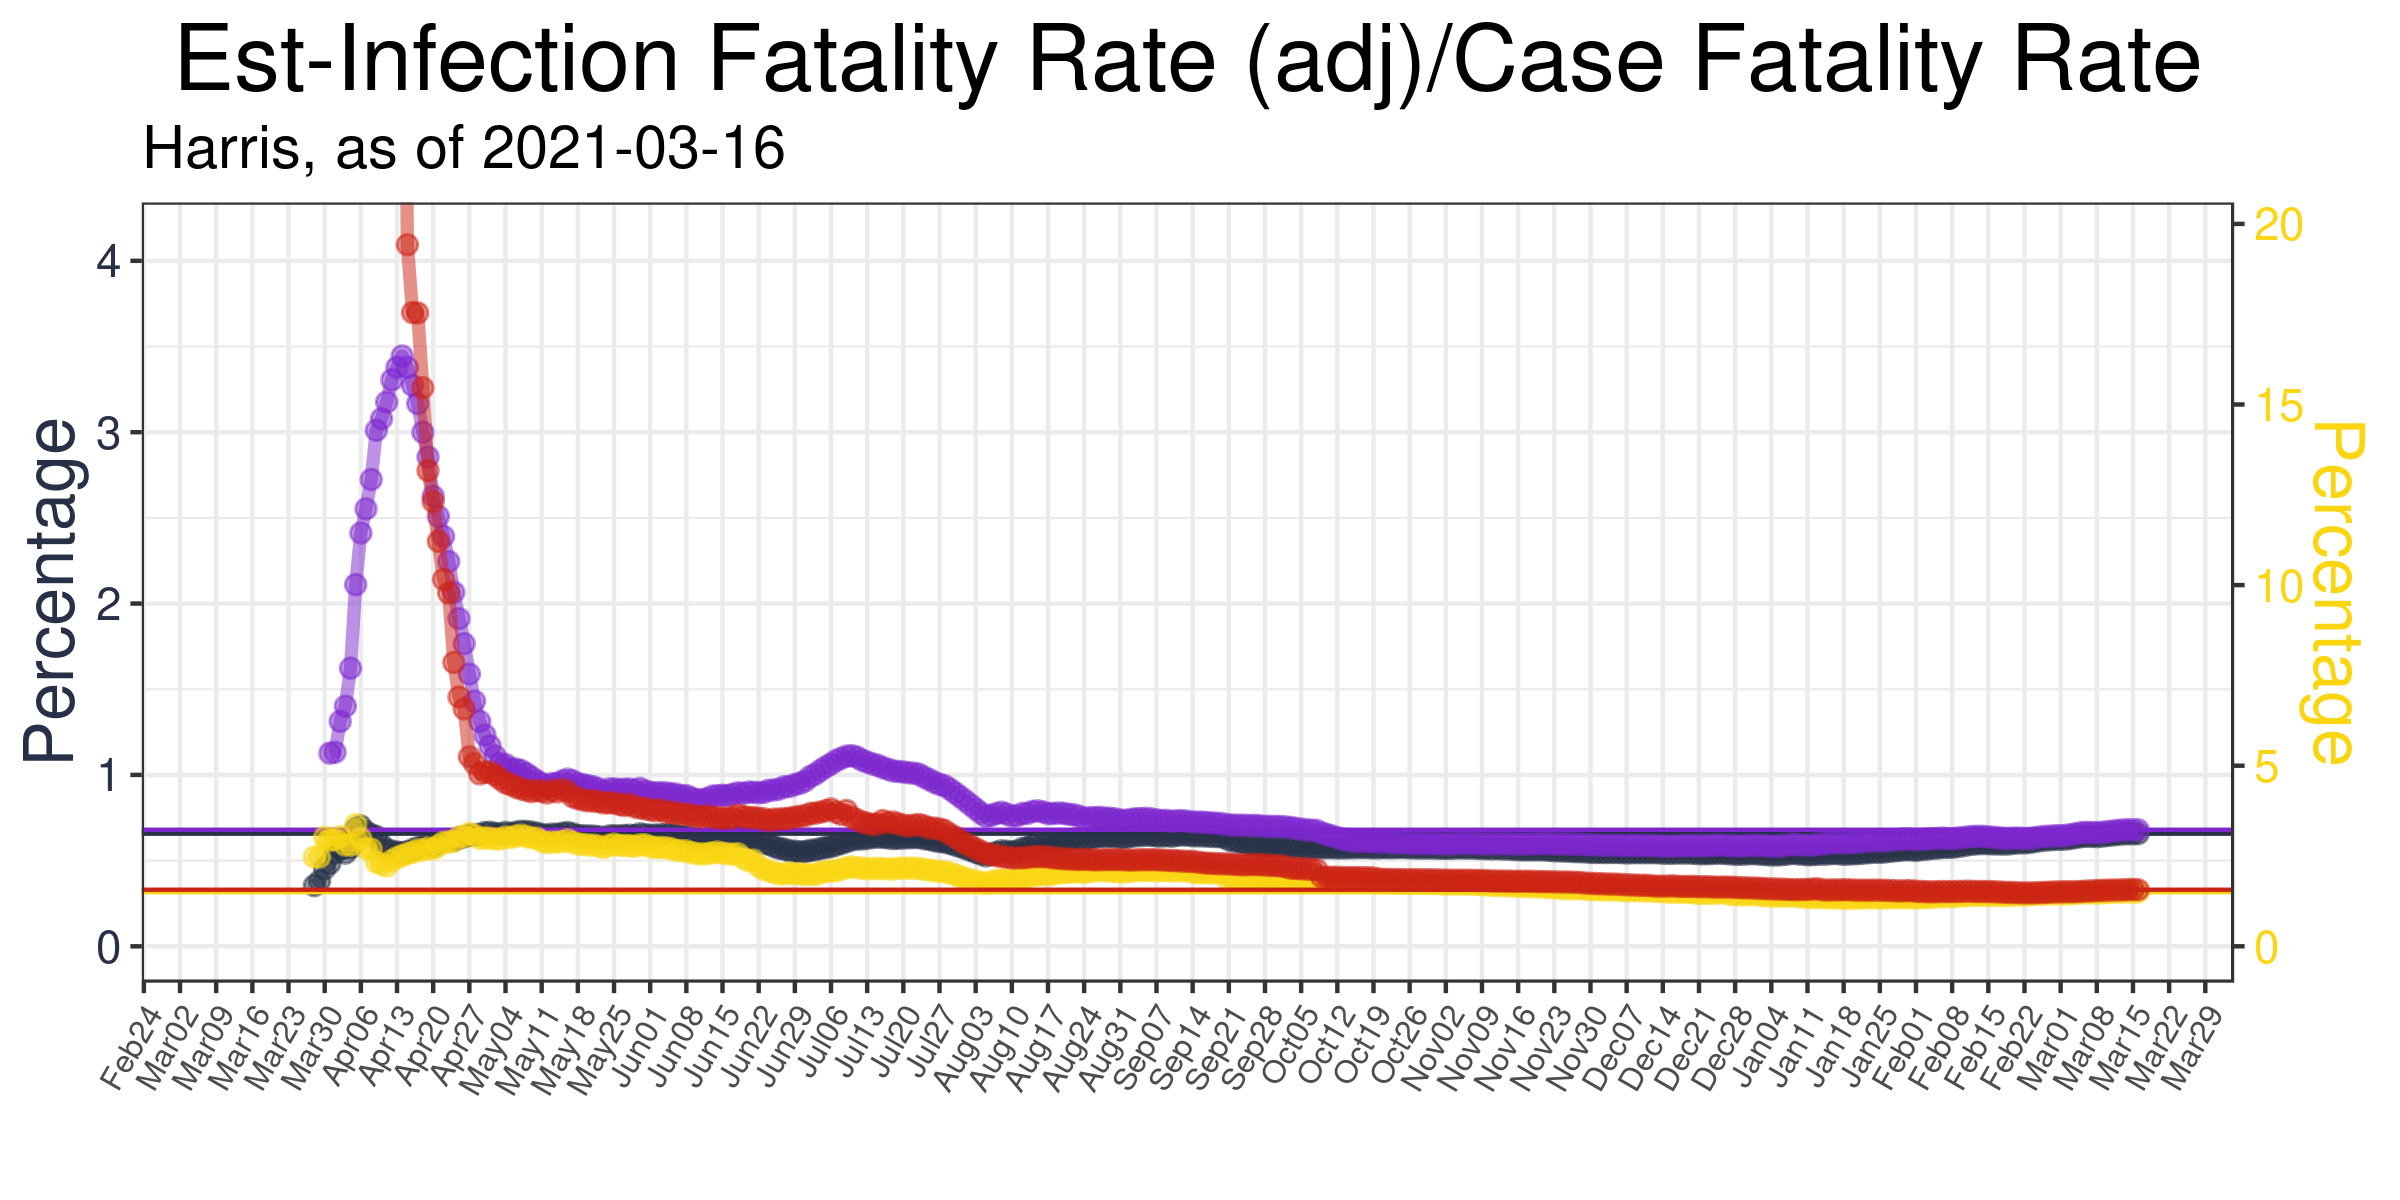 Est-Infection Fatality Rate (adj)/Case Fatality Rate
Harris, as of 2021-03-16
Percentage
4
3
2
1
0
20
15
10
5
0
Percentage
Feb24 Mar02 Mar09 Mar16 Mar23 Mar30 Apr06 Apr13 Apr20 Apr27 May04 May11 May18 May25 Jun01 Jun08 Jun15 Jun22 Jun29 Jul06 Jul13 Jul20 Jul27 Aug03 Aug10 Aug17 Aug24 Aug31 Sep07 Sep14 Sep21 Sep28 Oct05 Oct12 Oct19 Oct26 Nov02 Nov09 Nov16 Nov23 Nov30 Dec07 Dec14 Dec21 Dec28 Jan04 Jan11 Jan18 Jan25 Feb01 Feb08 Feb15 Feb22 Mar01 Mar08 Mar15 Mar22 Mar29